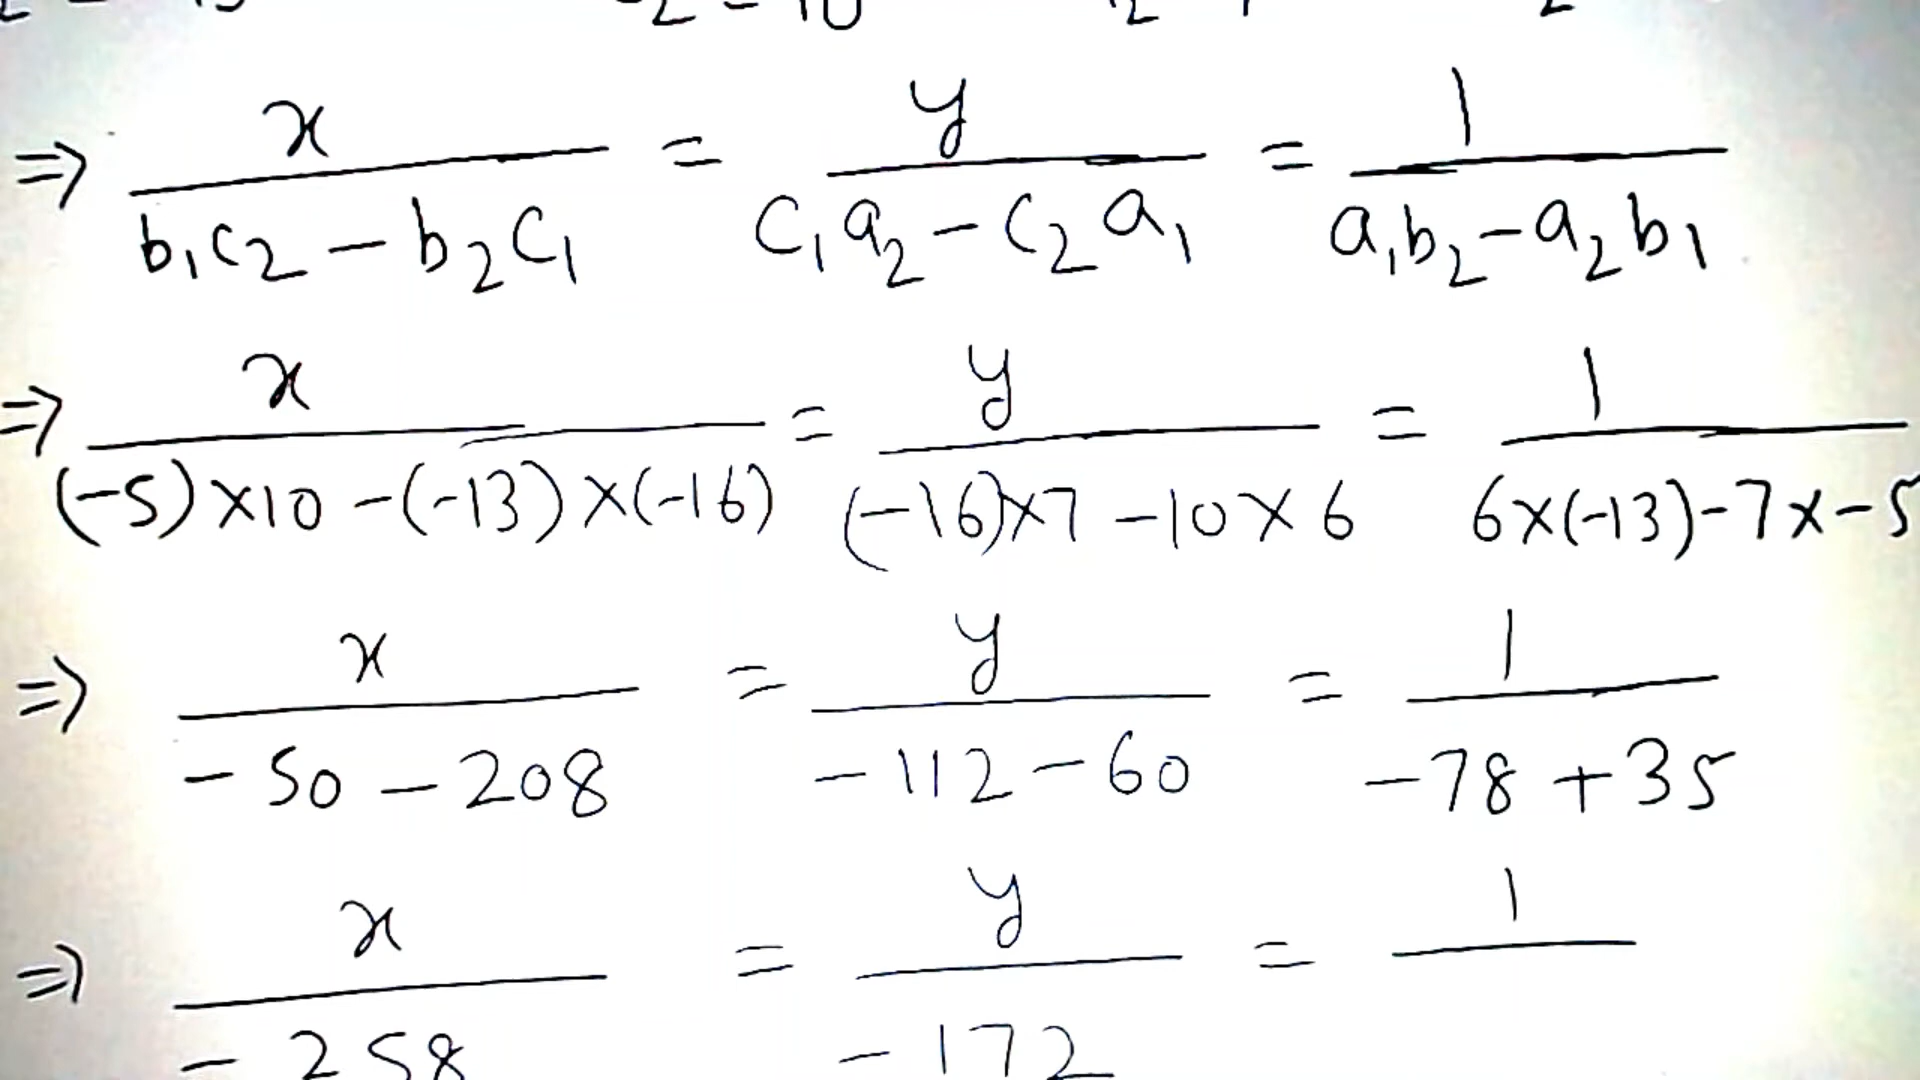 ⇒ x/(b₁c₂ − b₂c₁) = y/(c₁a₂ − c₂a₁) = 1/(a₁b₂ − a₂b₁)
⇒ x/((-5)×10 −(-13)×(-16)) = y/((-16)×7 −10×6) = 1/(6×(-13)−7×−5
⇒ x/(−50−208) = y/(−112−60) = 1/(−78+35)
⇒ x/−258 = y/−172 = 1/